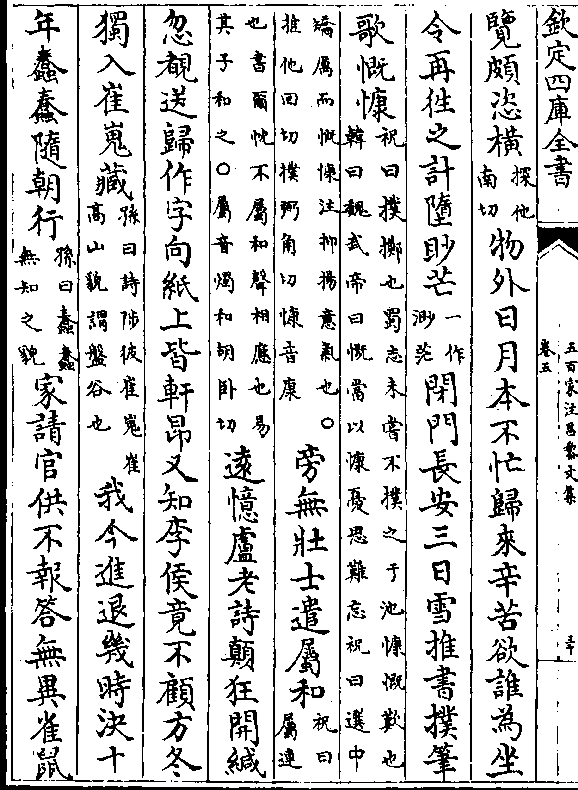 欽定四庫全書
五百家注昌黎文集
卷五
三十
覽頗恣橫探他南切物外日月本不忙歸來辛苦欲誰為坐
令再往之計墮眇芒一作渺茫閉門長安三日雪推書撲筆
歌慨慷祝曰撲擲也蜀志未嘗不撲之于池慷慨歎也韓曰魏武帝曰慨當以慷憂思難忘祝曰選中
矯厲而慨慷注抑揚意氣也○推他回切撲弼角切慷音康旁無壯士遣屬和祝曰屬連
也書爾忱不屬和聲相應也易其子和之○屬音燭和胡卧切遠憶盧老詩顛狂開緘
忽覩送歸作字向紙上皆軒昂又知李侯竟不顧方冬
獨入崔嵬藏孫曰詩陟彼崔嵬崔高山貌謂盤谷也我今進退幾時決十
年蠢蠢隨朝行孫曰蠢蠢無知之貌家請官供不報答無異雀鼠